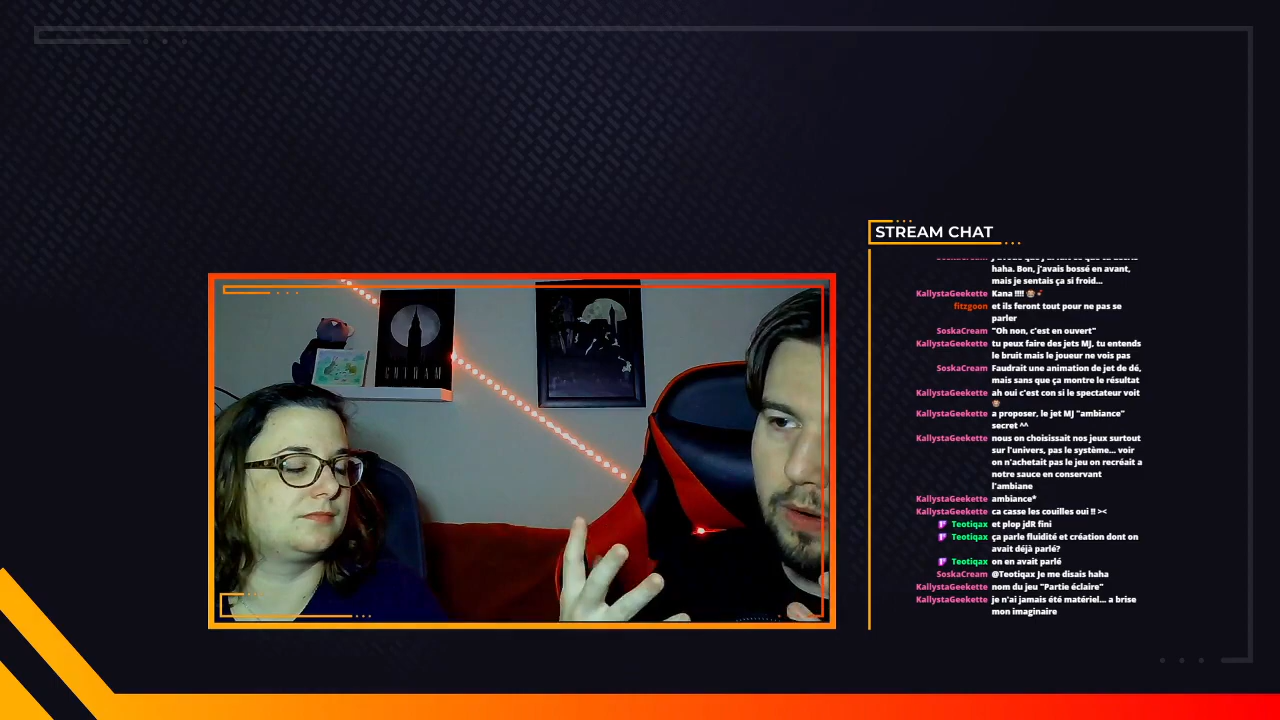 STREAM CHAT
haha. Bon, j'avais bossé en avant,
mais je sentais ça si froid...
KallystaGeekette Kana !!!!
fitzgoon et ils feront tout pour ne pas se
parler
SoskaCream "Oh non, c'est en ouvert"
KallystaGeekette tu peux faire des jets MJ, tu entends
le bruit mais le joueur ne vois pas
SoskaCream Faudrait une animation de jet de dé,
mais sans que ça montre le résultat
KallystaGeekette ah oui c'est con si le spectateur voit
KallystaGeekette a proposer, le jet MJ "ambiance"
secret ^^
KallystaGeekette nous on choisissait nos jeux surtout
sur l'univers, pas le système... voir
on n'achetait pas le jeu on recréait a
notre sauce en conservant
l'ambiane
KallystaGeekette ambiance*
KallystaGeekette ca casse les couilles oui !! ><
Teotiqax et plop jdR fini
Teotiqax ça parle fluidité et création dont on
avait déjà parlé?
Teotiqax on en avait parlé
SoskaCream @Teotiqax Je me disais haha
KallystaGeekette nom du jeu "Partie éclaire"
KallystaGeekette je n'ai jamais été matériel... a brise
mon imaginaire
GOTHAM